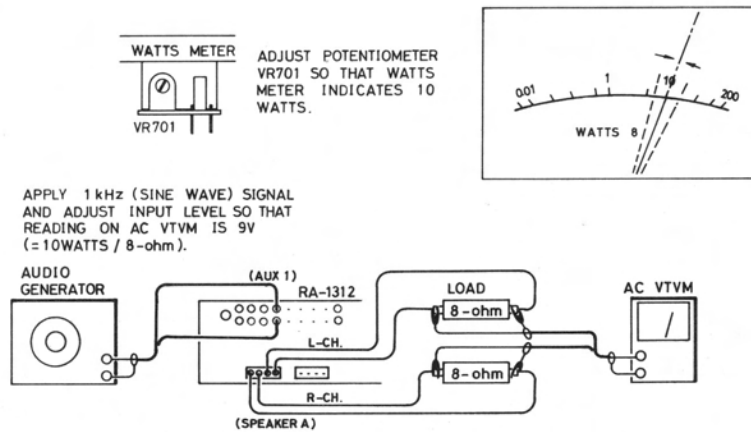 WATTS METER
VR701
ADJUST POTENTIOMETER
VR701 SO THAT WATTS
METER INDICATES 10
WATTS.
0.01
1
10
200
WATTS 8
APPLY 1kHz (SINE WAVE) SIGNAL
AND ADJUST INPUT LEVEL SO THAT
READING ON AC VTVM IS 9V
(=10WATTS / 8-ohm).
AUDIO
GENERATOR
(AUX 1)
RA-1312
LOAD
8-ohm
AC VTVM
L-CH.
8-ohm
R-CH.
(SPEAKER A)